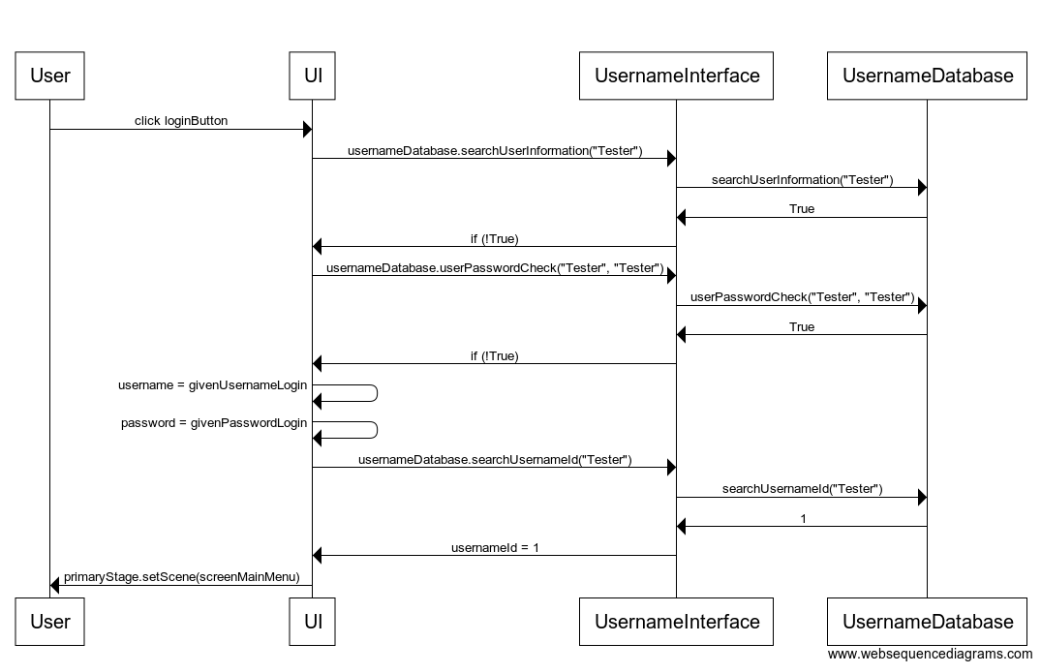 User
UI
UsernameInterface
UsernameDatabase
click loginButton
usernameDatabase.searchUserInformation("Tester")
searchUserInformation("Tester")
True
if (!True)
usernameDatabase.userPasswordCheck("Tester", "Tester")
userPasswordCheck("Tester", "Tester")
True
if (!True)
username = givenUsernameLogin
password = givenPasswordLogin
usernameDatabase.searchUsernameId("Tester")
searchUsernameId("Tester")
1
usernameId = 1
primaryStage.setScene(screenMainMenu)
User
UI
UsernameInterface
UsernameDatabase
www.websequencediagrams.com